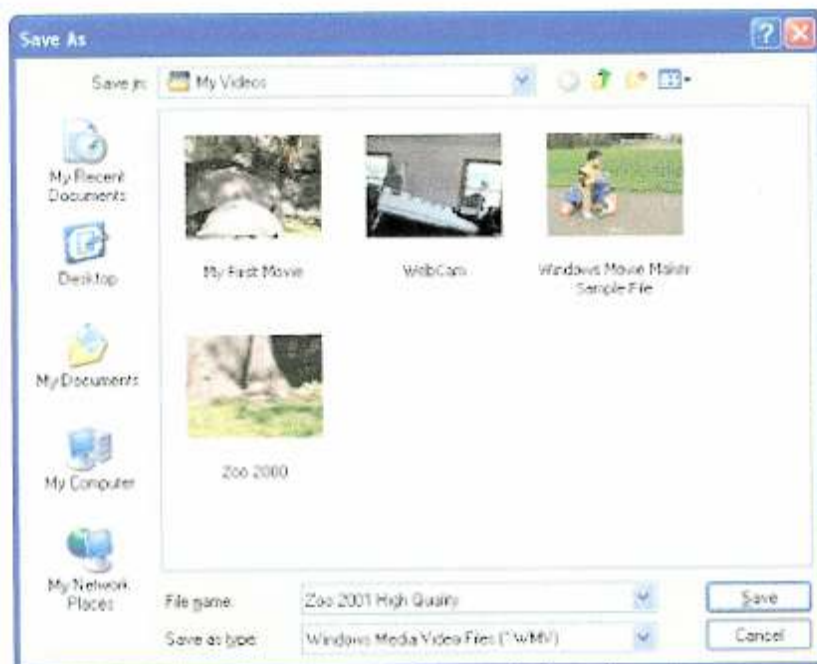 Save As
Save in:
My Videos
My Recent
Documents
Desktop
My Documents
My Computer
My Network
Places
My First Movie
WebCam
Windows Movie Maker
Sample File
Zoo 2000
File name:
Zoo 2001 High Quality
Save
Save as type:
Windows Media Video Files (*.WMV)
Cancel